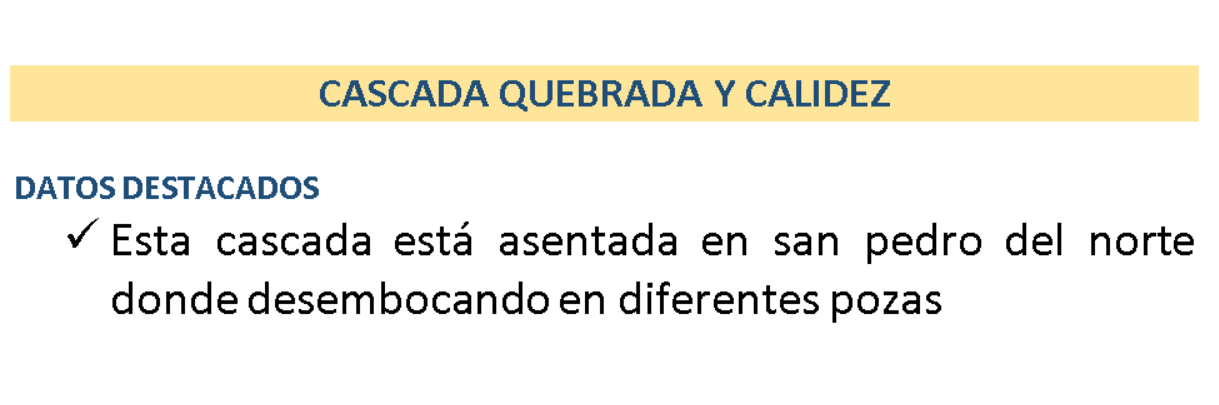 CASCADA QUEBRADA Y CALIDEZ
DATOS DESTACADOS
✓ Esta cascada está asentada en san pedro del norte
donde desembocando en diferentes pozas